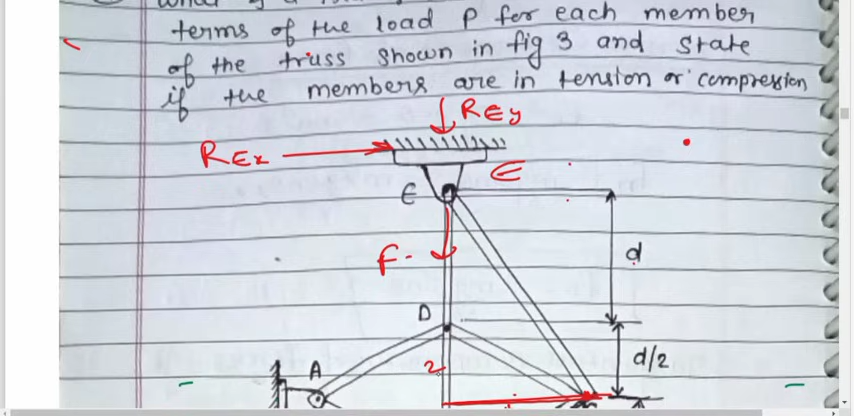 terms of the load P for each member
of the truss shown in fig 3 and state
if the members are in tension or compression
REy
REx
E
E
d
F
D
d/2
A
2